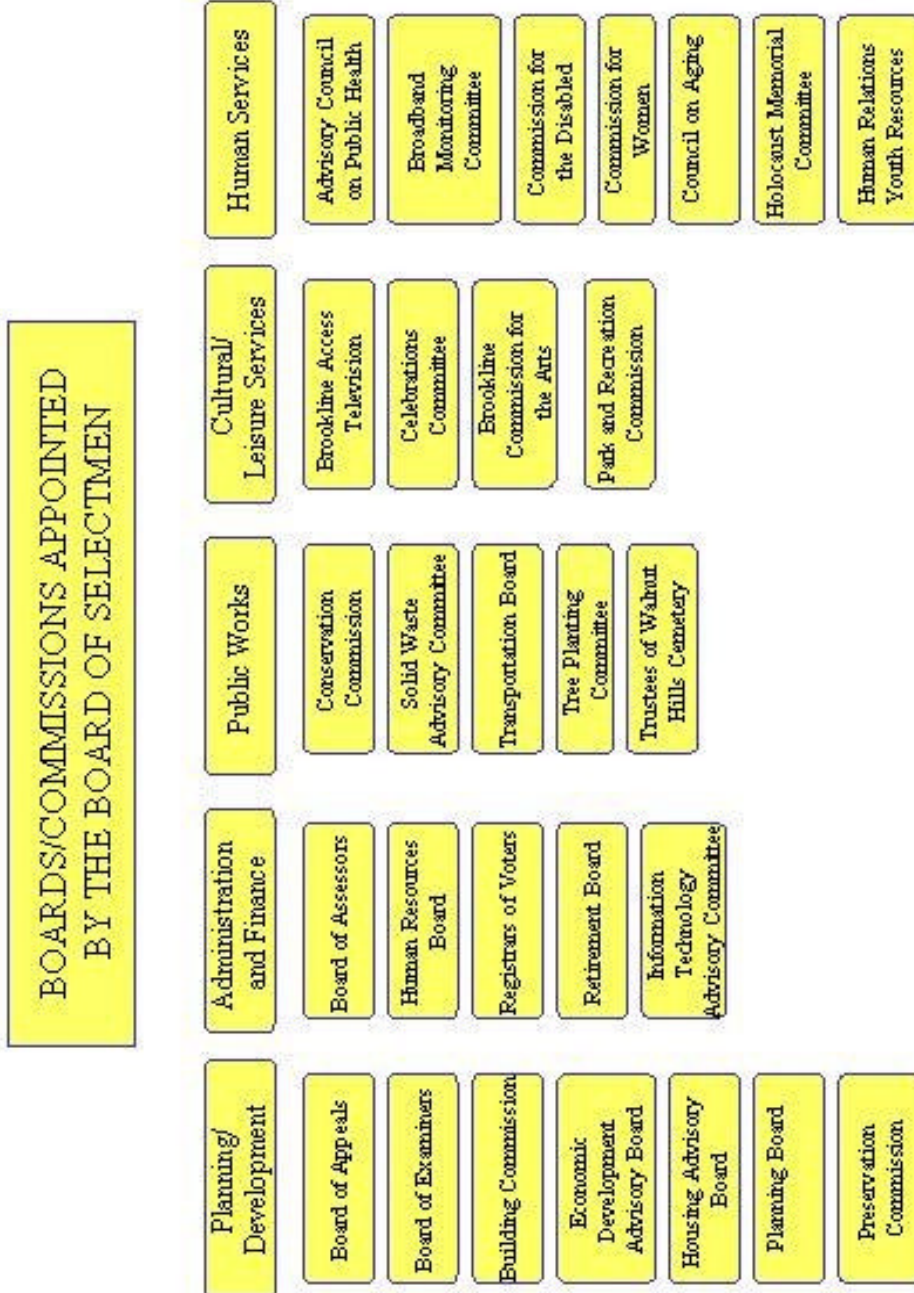 BOARDS/COMMISSIONS APPOINTED
BY THE BOARD OF SELECTMEN
Planning/
Development
Board of Appeals
Board of Examiners
Building Commission
Economic
Development
Advisory Board
Housing Advisory
Board
Planning Board
Preservation
Commission
Administration
and Finance
Board of Assessors
Human Resources
Board
Registrars of Voters
Retirement Board
Information
Technology
Advisory Committee
Public Works
Conservation
Commission
Solid Waste
Advisory Committee
Transportation Board
Tree Planting
Committee
Trustees of Walnut
Hills Cemetery
Cultural/
Leisure Services
Brookline Access
Television
Celebrations
Committee
Brookline
Commission for
the Arts
Park and Recreation
Commission
Human Services
Advisory Council
on Public Health
Broadband
Monitoring
Committee
Commission for
the Disabled
Commission for
Women
Council on Aging
Holocaust Memorial
Committee
Human Relations
Youth Resources